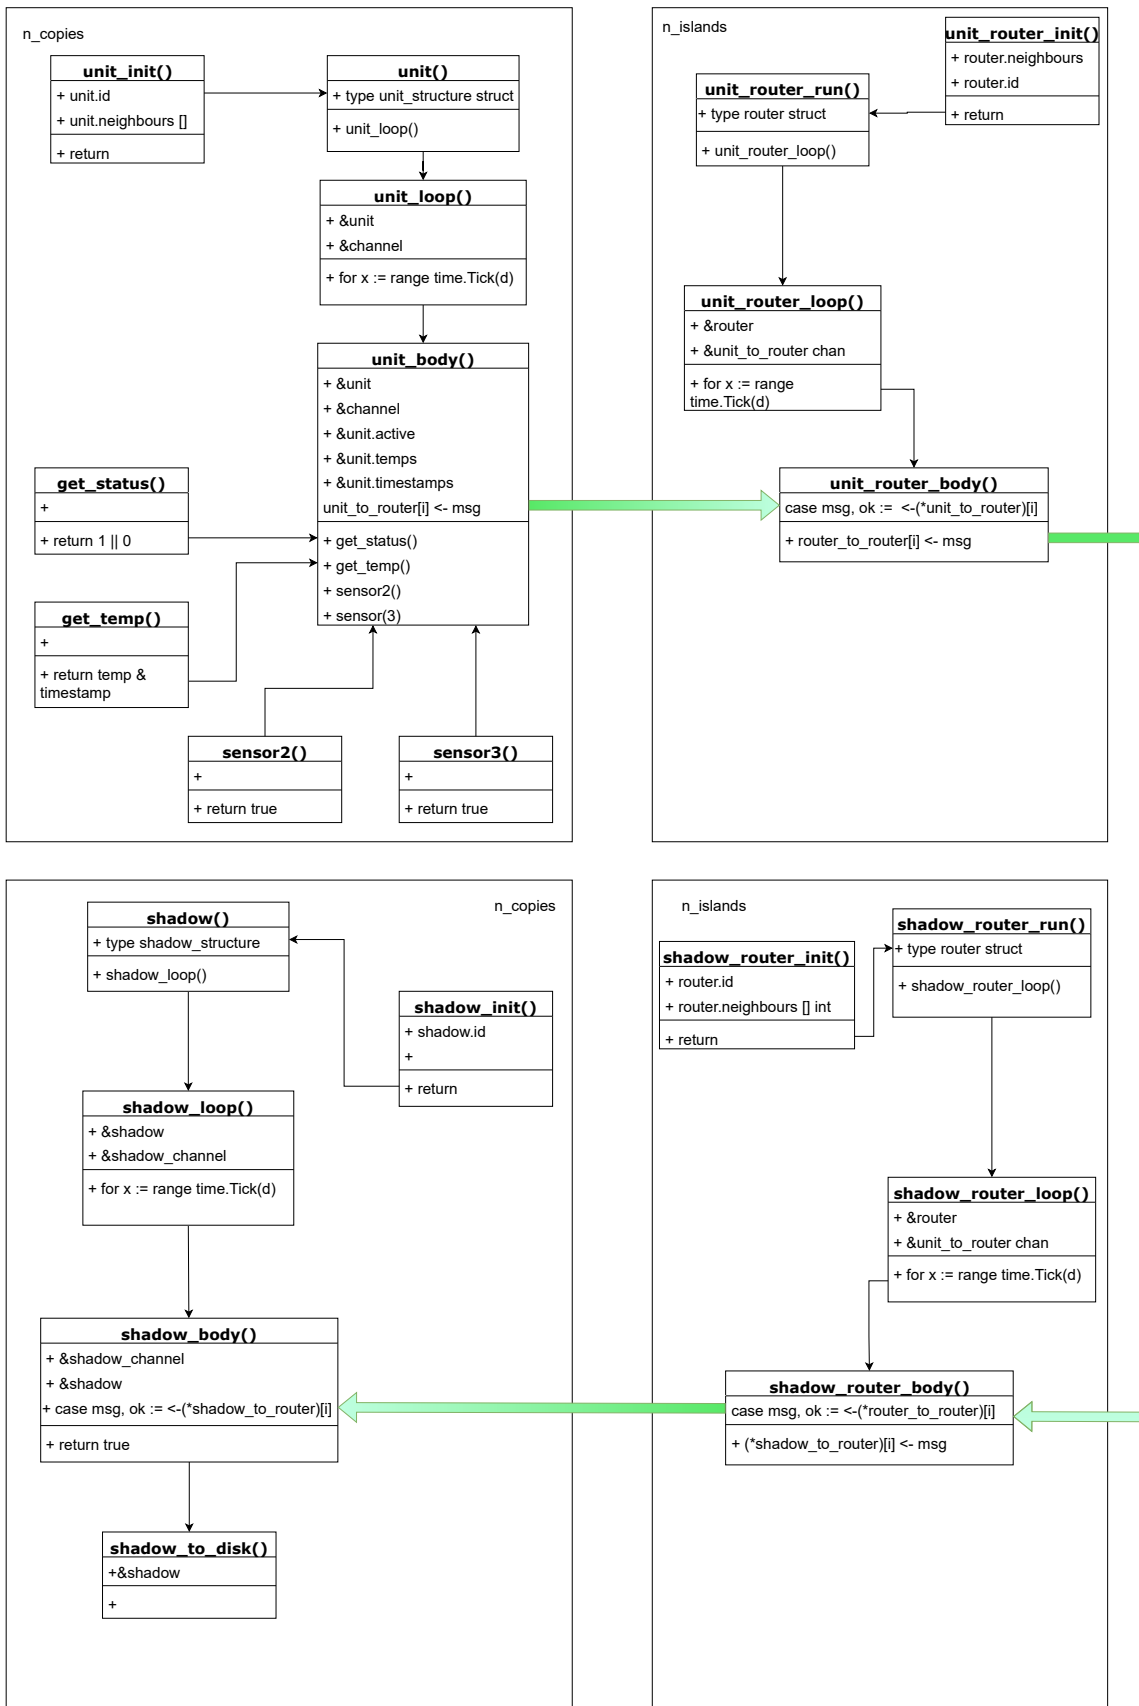 n_copies
unit_init()
+ unit.id
+ unit.neighbours []
+ return
unit()
+ type unit_structure struct
+ unit_loop()
unit_loop()
+ &unit
+ &channel
+ for x := range time.Tick(d)
unit_body()
+ &unit
+ &channel
+ &unit.active
+ &unit.temps
+ &unit.timestamps
unit_to_router[i] <- msg
+ get_status()
+ get_temp()
+ sensor2()
+ sensor(3)
get_status()
+
+ return 1 || 0
get_temp()
+
+ return temp &
timestamp
sensor2()
+
+ return true
sensor3()
+
+ return true
n_islands
unit_router_init()
+ router.neighbours
+ router.id
+ return
unit_router_run()
+ type router struct
+ unit_router_loop()
unit_router_loop()
+ &router
+ &unit_to_router chan
+ for x := range
time.Tick(d)
unit_router_body()
case msg, ok := <-(*unit_to_router)[i]
+ router_to_router[i] <- msg
n_copies
shadow()
+ type shadow_structure
+ shadow_loop()
shadow_init()
+ shadow.id
+
+ return
shadow_loop()
+ &shadow
+ &shadow_channel
+ for x := range time.Tick(d)
shadow_body()
+ &shadow_channel
+ &shadow
+ case msg, ok := <-(*shadow_to_router)[i]
+ return true
shadow_to_disk()
+&shadow
+
n_islands
shadow_router_run()
+ type router struct
+ shadow_router_loop()
shadow_router_init()
+ router.id
+ router.neighbours [] int
+ return
shadow_router_loop()
+ &router
+ &unit_to_router chan
+ for x := range time.Tick(d)
shadow_router_body()
case msg, ok := <-(*router_to_router)[i]
+ (*shadow_to_router)[i] <- msg